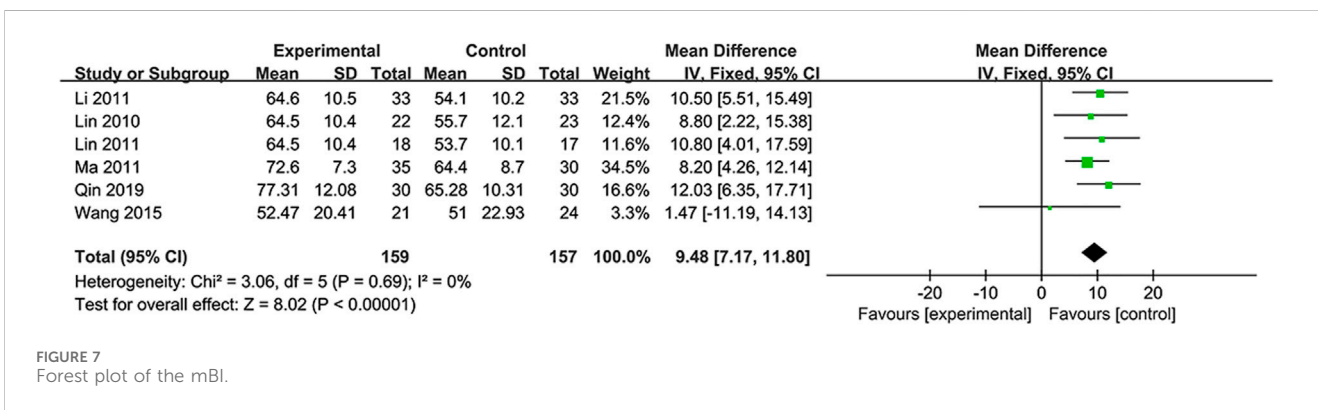 Experimental Control Mean Difference Mean Difference
Study or Subgroup Mean SD Total Mean SD Total Weight IV, Fixed, 95% CI IV, Fixed, 95% CI
Li 2011 64.6 10.5 33 54.1 10.2 33 21.5% 10.50 [5.51, 15.49]
Lin 2010 64.5 10.4 22 55.7 12.1 23 12.4% 8.80 [2.22, 15.38]
Lin 2011 64.5 10.4 18 53.7 10.1 17 11.6% 10.80 [4.01, 17.59]
Ma 2011 72.6 7.3 35 64.4 8.7 30 34.5% 8.20 [4.26, 12.14]
Qin 2019 77.31 12.08 30 65.28 10.31 30 16.6% 12.03 [6.35, 17.71]
Wang 2015 52.47 20.41 21 51 22.93 24 3.3% 1.47 [-11.19, 14.13]
Total (95% CI) 159 157 100.0% 9.48 [7.17, 11.80]
Heterogeneity: Chi² = 3.06, df = 5 (P = 0.69); I² = 0%
Test for overall effect: Z = 8.02 (P < 0.00001)
-20 -10 0 10 20
Favours [experimental] Favours [control]
FIGURE 7
Forest plot of the mBI.